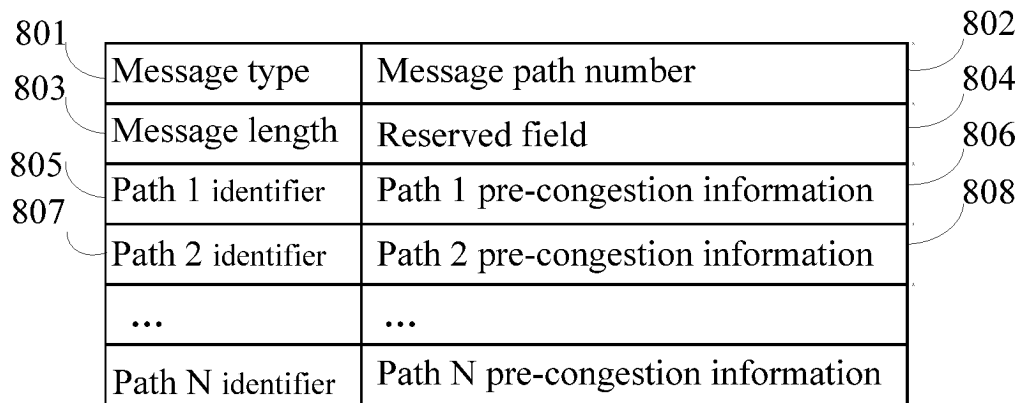 801
802
Message type
Message path number
803
804
Message length
Reserved field
805
806
Path 1 identifier
Path 1 pre-congestion information
807
808
Path 2 identifier
Path 2 pre-congestion information
...
...
Path N identifier
Path N pre-congestion information